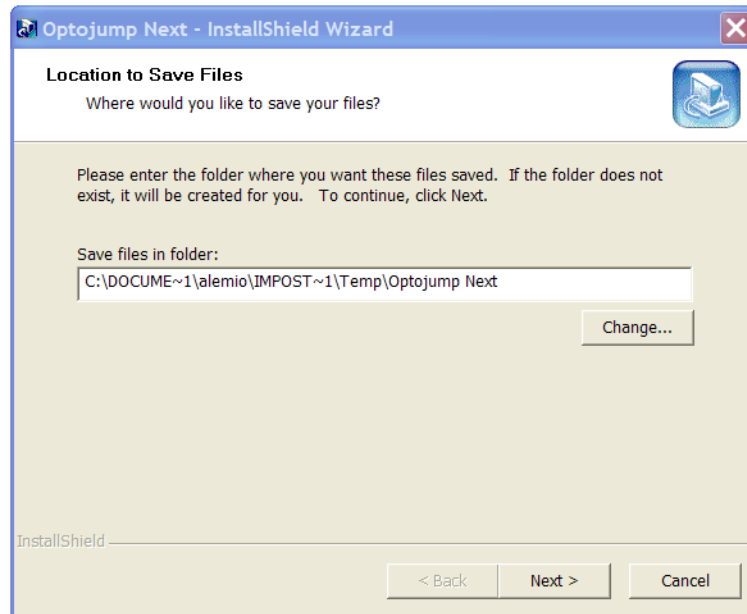 Optojump Next - InstallShield Wizard
Location to Save Files
Where would you like to save your files?
Please enter the folder where you want these files saved.  If the folder does not
exist, it will be created for you.   To continue, click Next.
Save files in folder:
C:\DOCUME~1\alemio\IMPOST~1\Temp\Optojump Next
Change...
InstallShield
< Back
Next >
Cancel